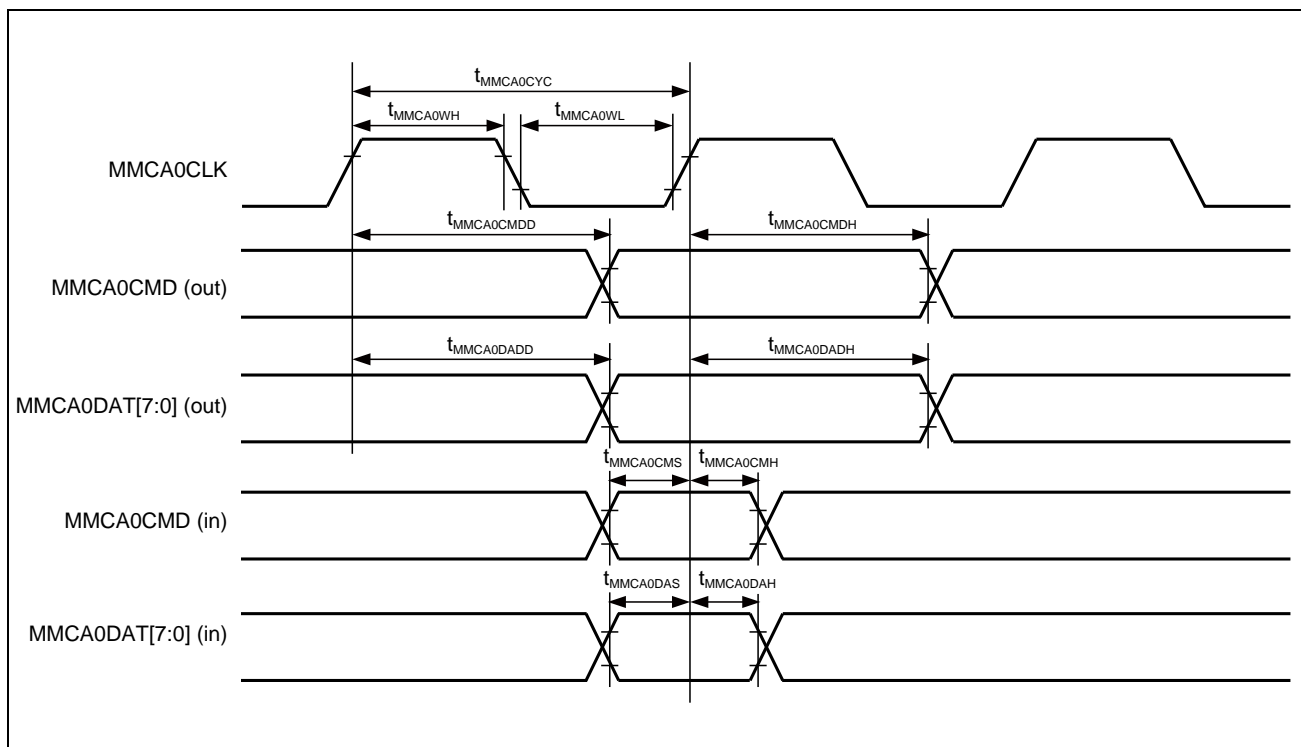 tMMCA0CYC
tMMCA0WH tMMCA0WL
MMCA0CLK
tMMCA0CMDD tMMCA0CMDH
MMCA0CMD (out)
tMMCA0DADD tMMCA0DADH
MMCA0DAT[7:0] (out)
tMMCA0CMS tMMCA0CMH
MMCA0CMD (in)
tMMCA0DAS tMMCA0DAH
MMCA0DAT[7:0] (in)